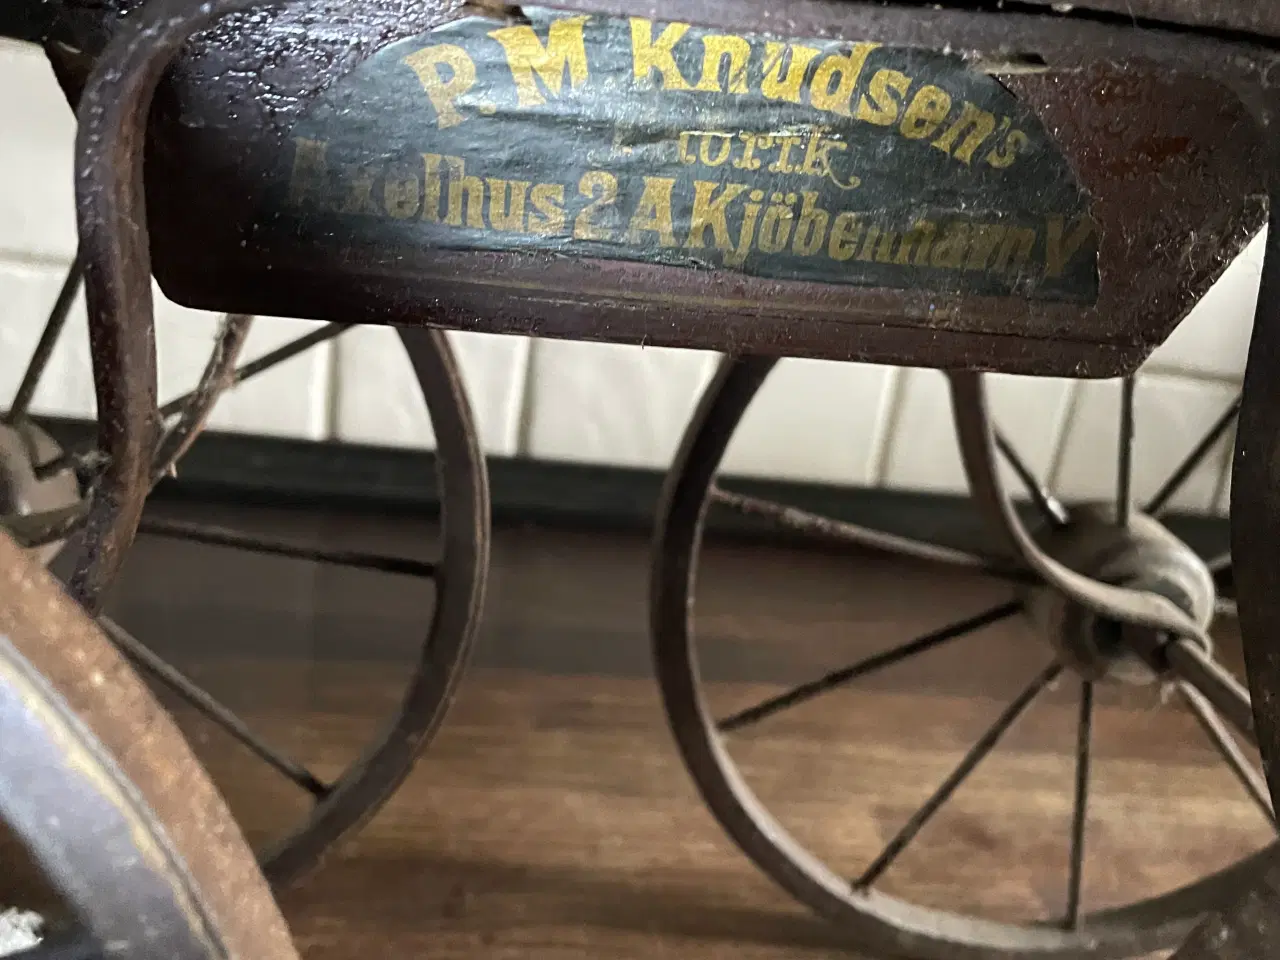 P. M Knudsen's
Axelhus 2 A Kjöbenhavn V